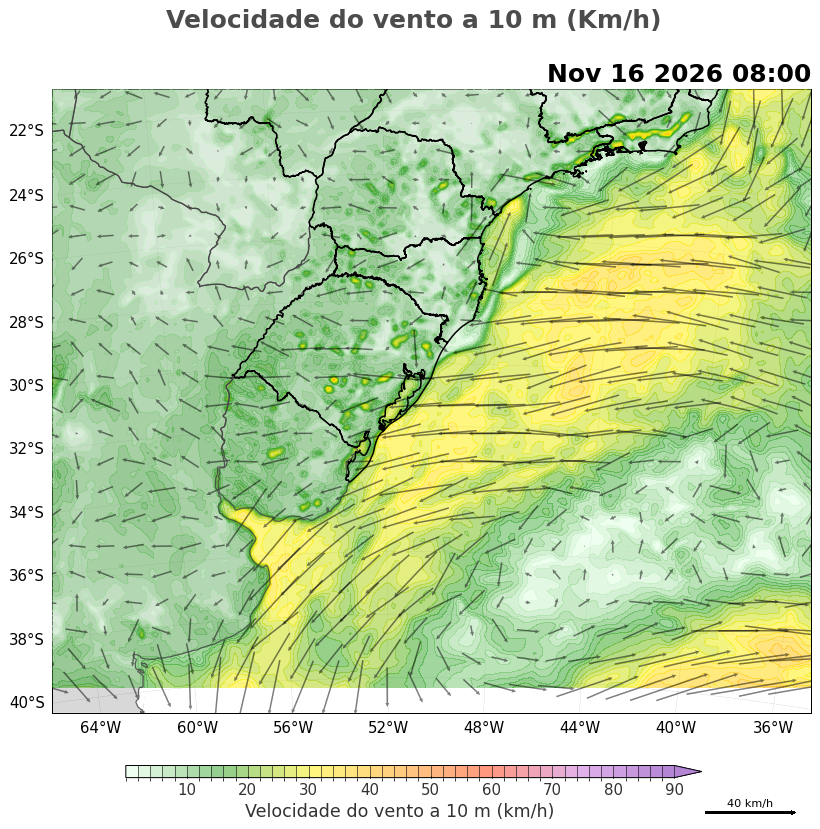 Velocidade do vento a 10 m (Km/h)
Nov 16 2026 08:00
22°S
24°S
26°S
28°S
30°S
32°S
34°S
36°S
38°S
40°S
64°W 60°W 56°W 52°W 48°W 44°W 40°W 36°W
10 20 30 40 50 60 70 80 90
Velocidade do vento a 10 m (km/h)
40 km/h